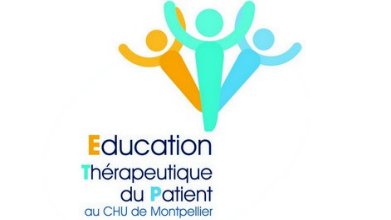 Education
Thérapeutique
du Patient
au CHU de Montpellier